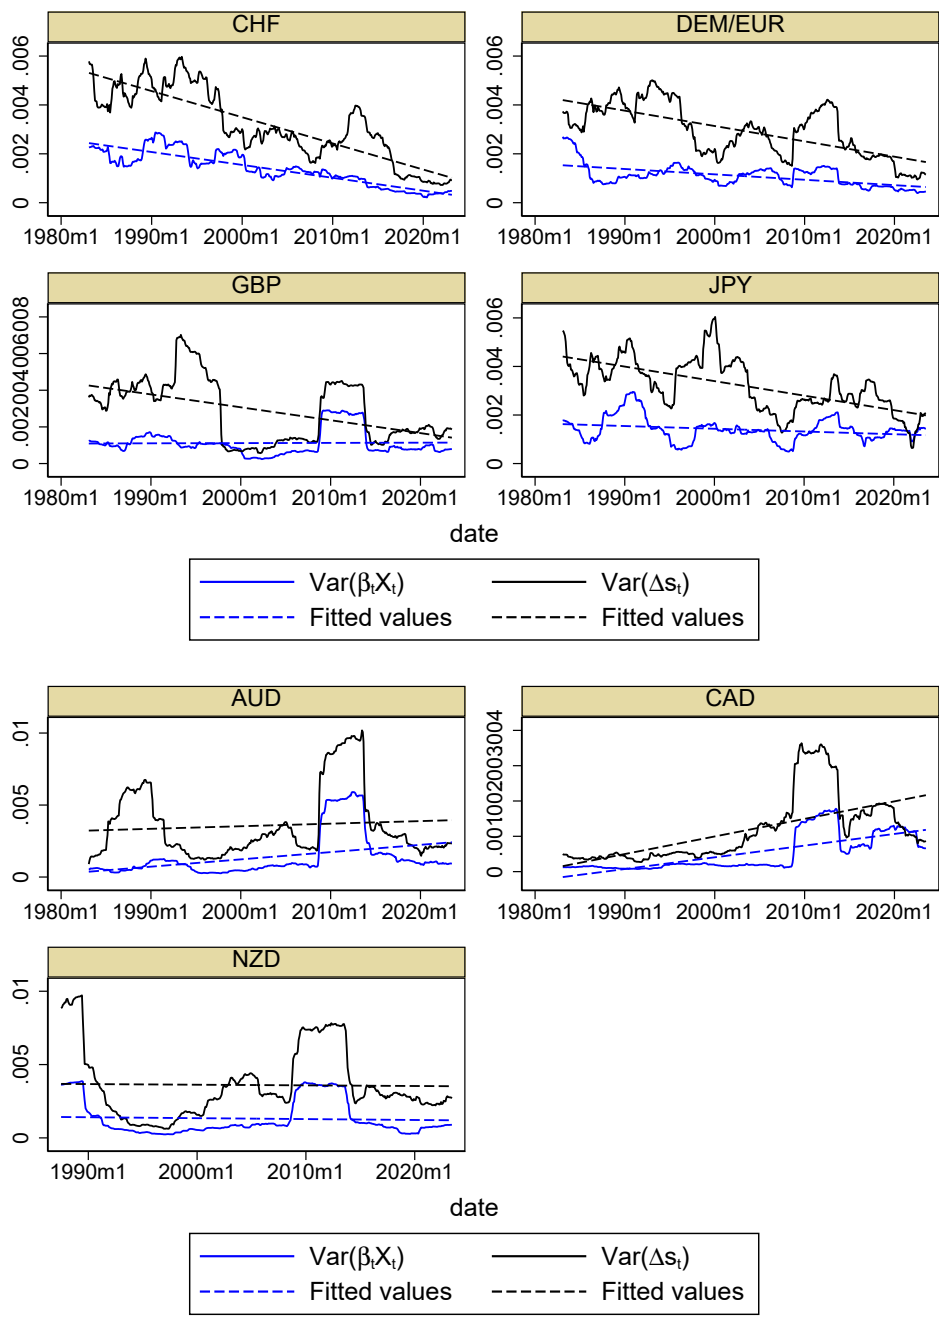 CHF
DEM/EUR
0 .002 .004 .006
0 .002 .004 .006
1980m1 1990m1 2000m1 2010m1 2020m1
1980m1 1990m1 2000m1 2010m1 2020m1
GBP
JPY
0 .002.004.006.008
0 .002 .004 .006
1980m1 1990m1 2000m1 2010m1 2020m1
1980m1 1990m1 2000m1 2010m1 2020m1
date
Var(βₜXₜ) Var(Δsₜ)
Fitted values Fitted values
AUD
CAD
0 .005 .01
0 .001.002.003.004
1980m1 1990m1 2000m1 2010m1 2020m1
1980m1 1990m1 2000m1 2010m1 2020m1
NZD
0 .005 .01
1990m1 2000m1 2010m1 2020m1
date
Var(βₜXₜ) Var(Δsₜ)
Fitted values Fitted values